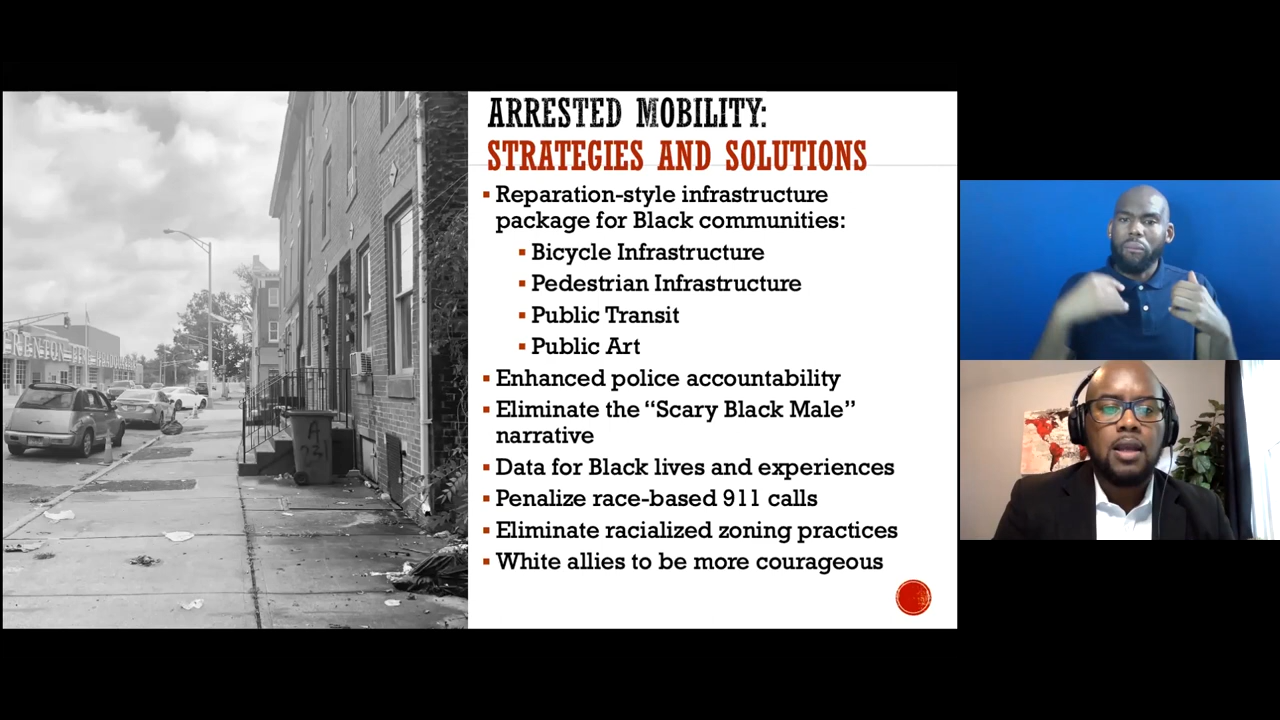 ARRESTED MOBILITY:
STRATEGIES AND SOLUTIONS
Reparation-style infrastructure
package for Black communities:
Bicycle Infrastructure
Pedestrian Infrastructure
Public Transit
Public Art
Enhanced police accountability
Eliminate the “Scary Black Male”
narrative
Data for Black lives and experiences
Penalize race-based 911 calls
Eliminate racialized zoning practices
White allies to be more courageous